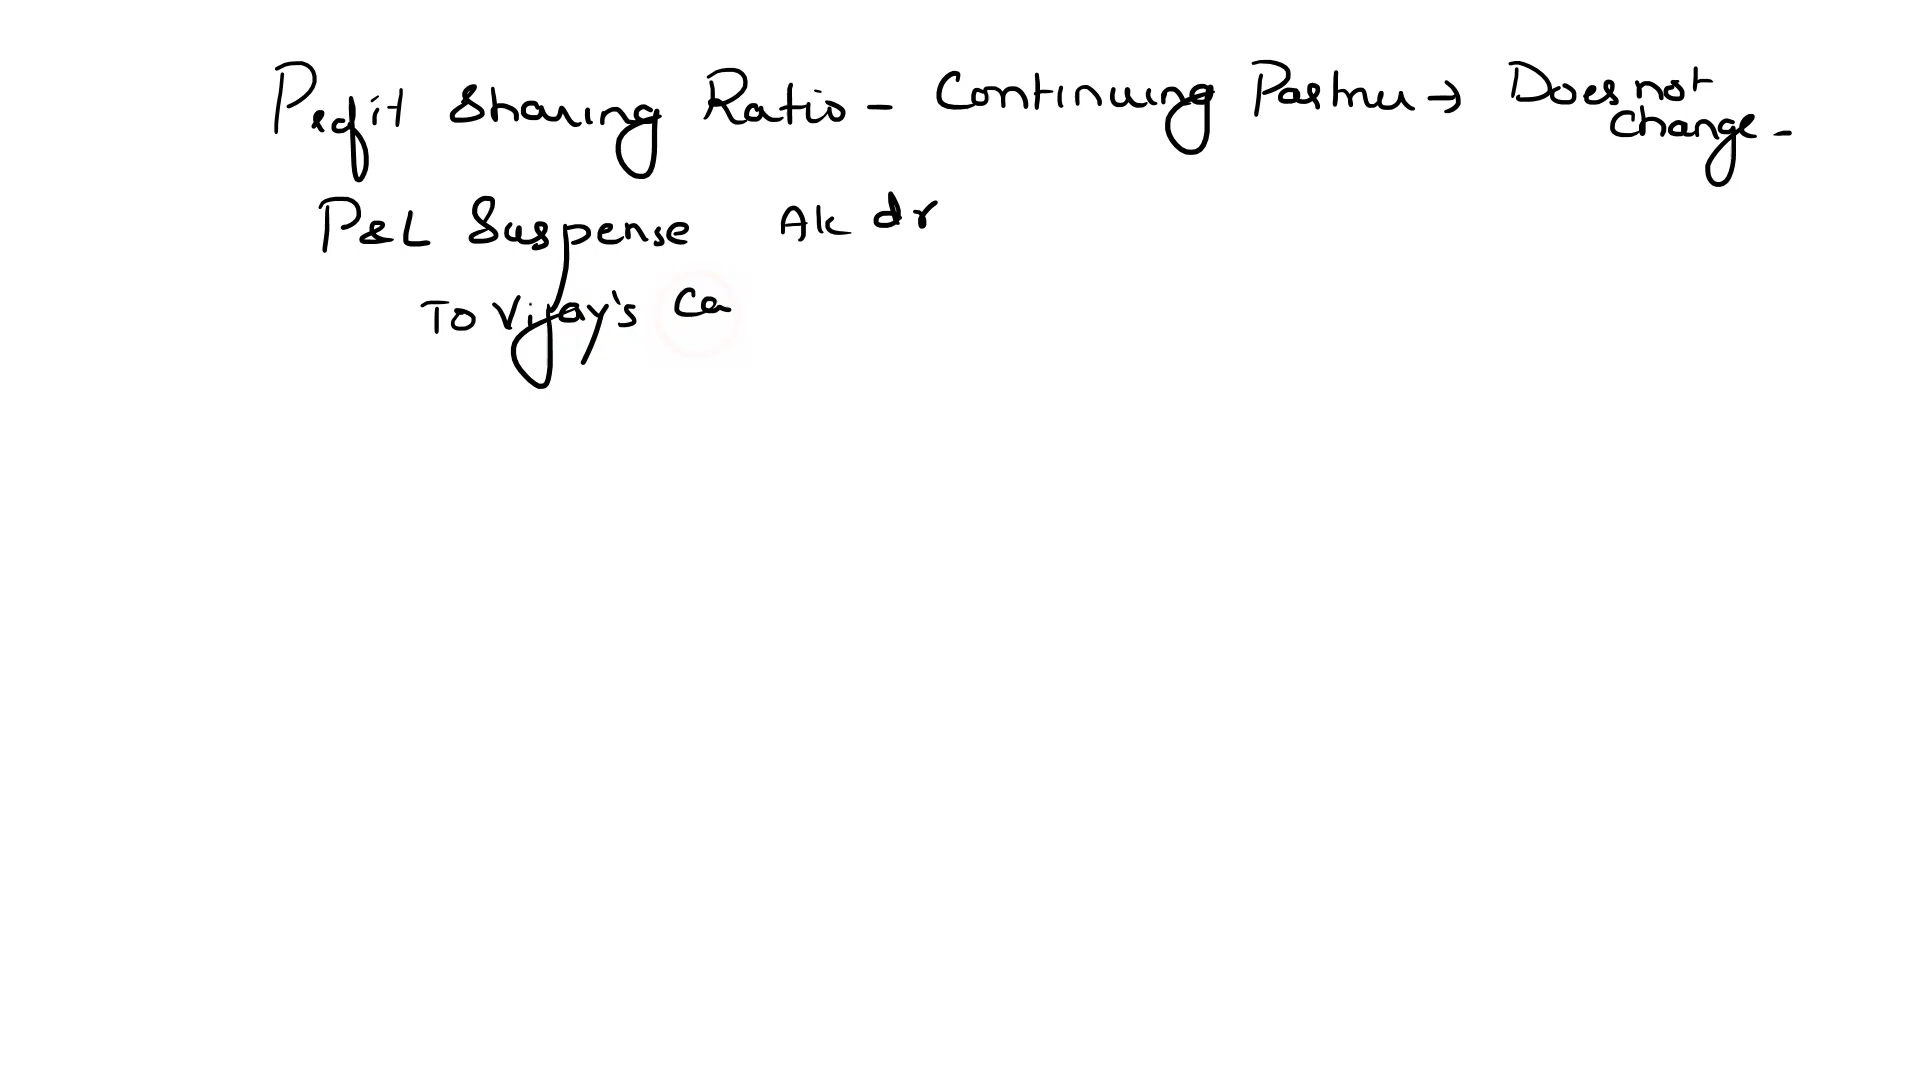 Profit Sharing Ratio - Continuing Partner → Does not change -
P&L Suspense A/c dr
To Vijay's Ca